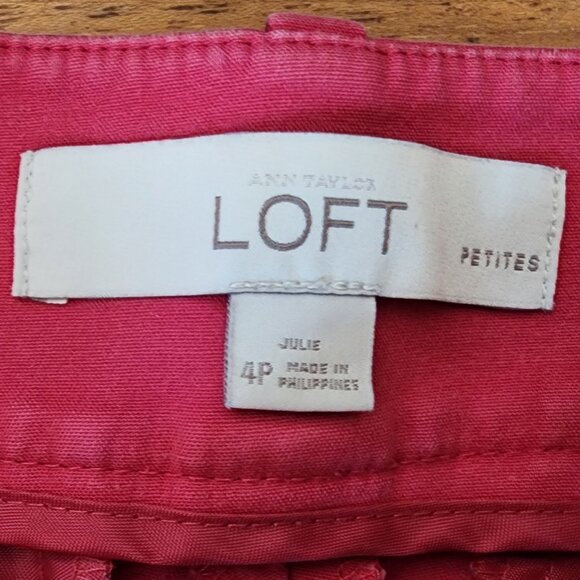 ANN TAYLOR
LOFT
PETITES
JULIE
4P MADE IN
PHILIPPINES